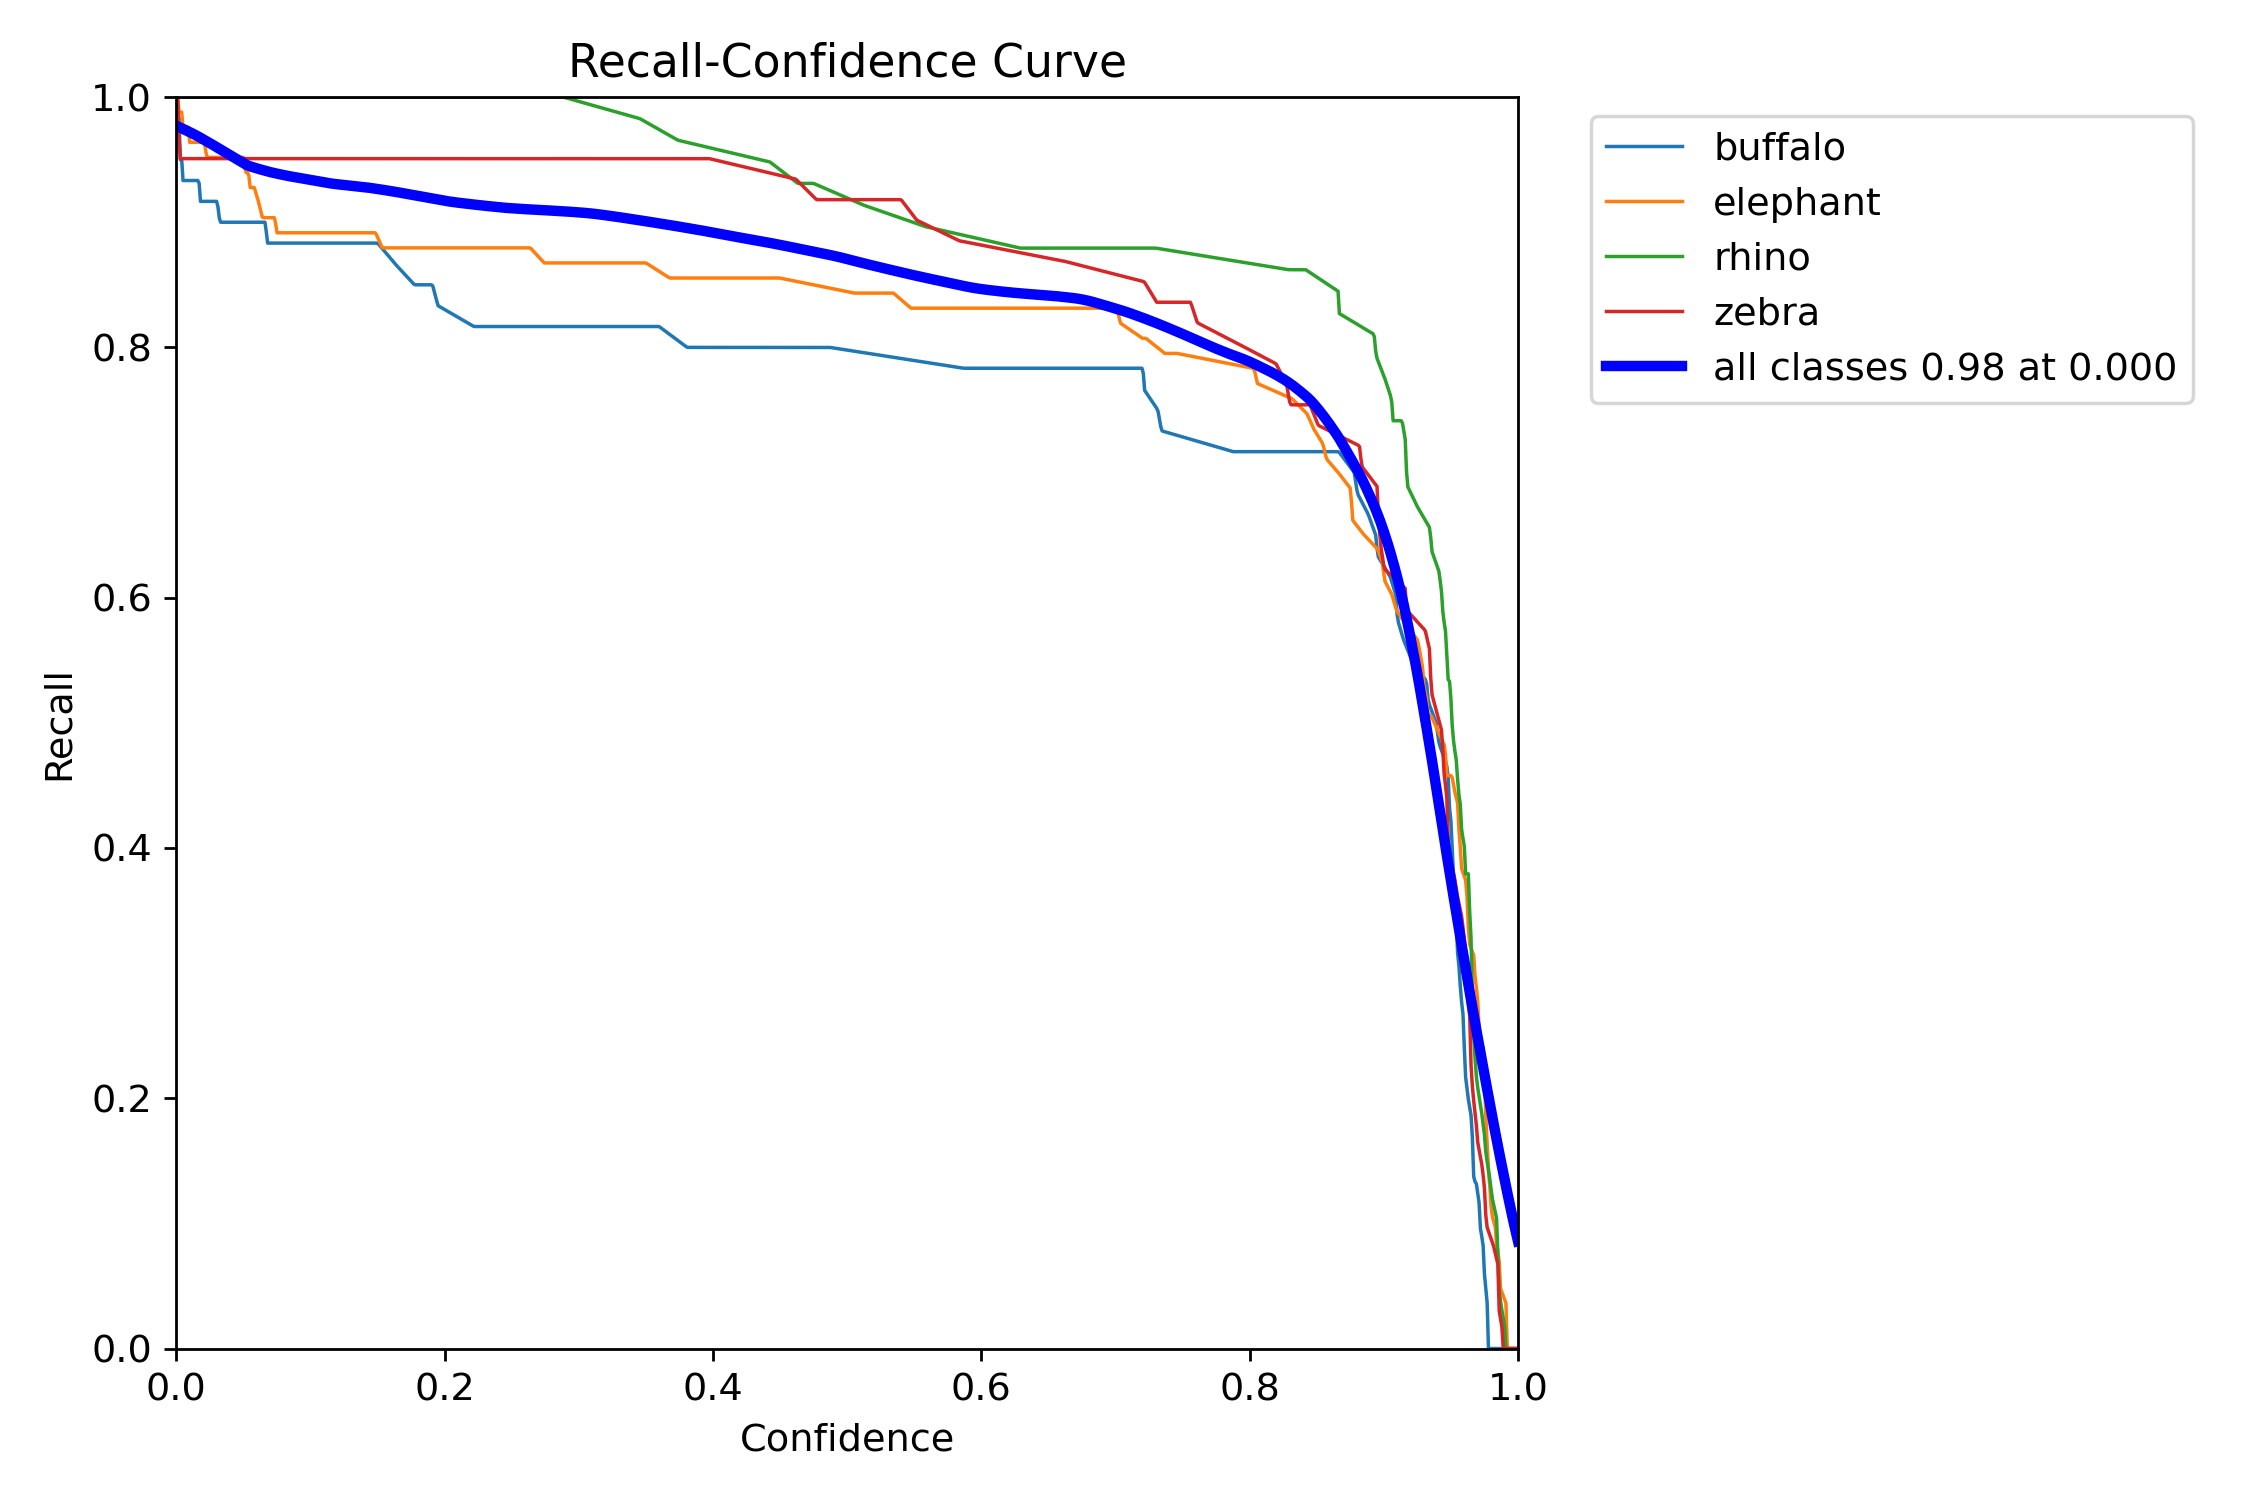 Recall-Confidence Curve
1.0
0.8
0.6
0.4
0.2
0.0
Recall
0.0 0.2 0.4 0.6 0.8 1.0
Confidence
buffalo
elephant
rhino
zebra
all classes 0.98 at 0.000